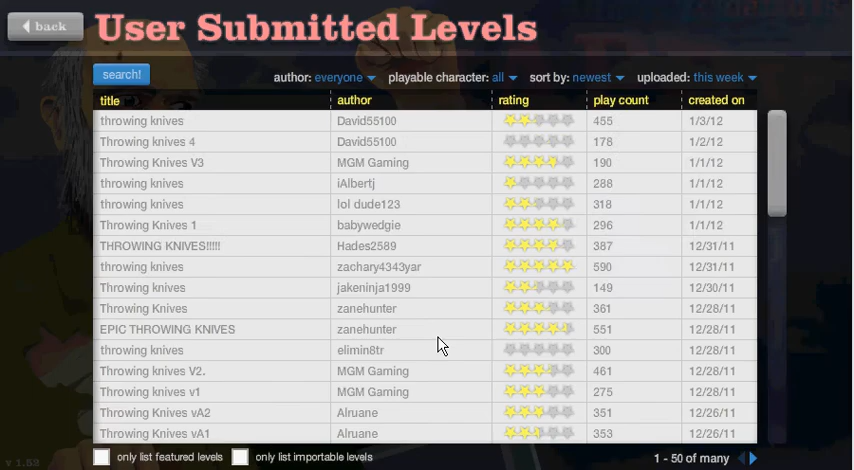 back User Submitted Levels
search! author: everyone playable character: all sort by: newest uploaded: this week
title author rating play count created on
throwing knives David55100 455 1/3/12
Throwing knives 4 David55100 178 1/2/12
Throwing Knives V3 MGM Gaming 190 1/1/12
throwing knives iAlbertj 288 1/1/12
throwing knives lol dude123 318 1/1/12
Throwing Knives 1 babywedgie 296 1/1/12
THROWING KNIVES!!!!! Hades2589 387 12/31/11
throwing knives zachary4343yar 590 12/31/11
Throwing knives jakeninja1999 149 12/30/11
Throwing Knives zanehunter 361 12/28/11
EPIC THROWING KNIVES zanehunter 551 12/28/11
throwing knives elimin8tr 300 12/28/11
Throwing knives V2. MGM Gaming 461 12/28/11
Throwing Knives v1 MGM Gaming 275 12/28/11
Throwing Knives vA2 Alruane 351 12/26/11
Throwing Knives vA1 Alruane 353 12/26/11
only list featured levels only list importable levels 1 - 50 of many
v 1.52